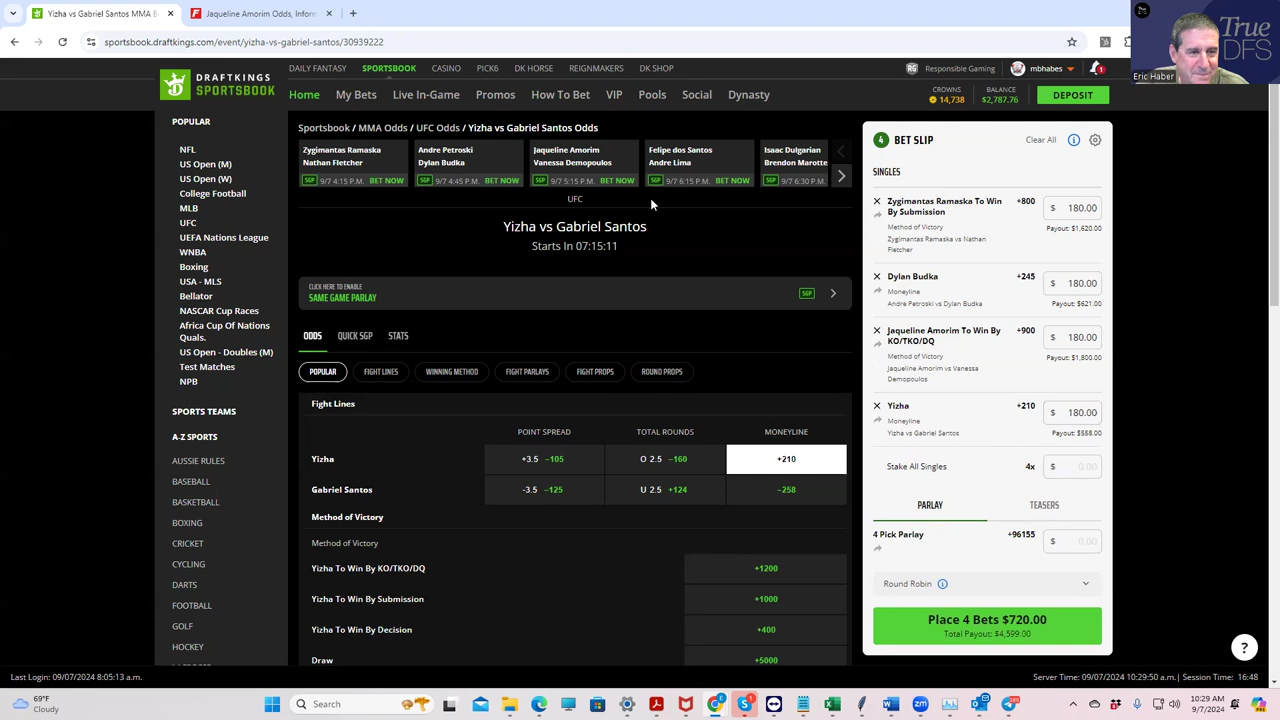 Yizha vs Gabriel Santos MMA B
Jaqueline Amorim Odds, Inform
sportsbook.draftkings.com/event/yizha-vs-gabriel-santos/30939222
True
DFS
Eric Haber
DRAFTKINGS
SPORTSBOOK
DAILY FANTASY
SPORTSBOOK
CASINO
PICK6
DK HORSE
REIGNMAKERS
DK SHOP
RG Responsible Gaming
mbhabes
1
Home
My Bets
Live In-G
Promos
How To Bet
VIP
Pools
Social
Dynasty
CROWNS
14,738
BALANCE
$2,787.76
DEPOSIT
POPULAR
NFL
US Open (M)
US Open (W)
College Football
MLB
UFC
UEFA Nations League
WNBA
Boxing
USA - MLS
Bellator
NASCAR Cup Races
Africa Cup Of Nations
Quals.
US Open - Doubles (M)
Test Matches
NPB
SPORTS TEAMS
A-Z SPORTS
AUSSIE RULES
BASEBALL
BASKETBALL
BOXING
CRICKET
CYCLING
DARTS
FOOTBALL
GOLF
HOCKEY
Sportsbook / MMA Odds / UFC Odds / Yizha vs Gabriel Santos Odds
Zygimantas Ramaska
Nathan Fletcher
SGP 9/7 4:15 P.M. BET NOW
Andre Petroski
Dylan Budka
SGP 9/7 4:45 P.M. BET NOW
Jaqueline Amorim
Vanessa Demopoulos
SGP 9/7 5:15 P.M. BET NOW
Felipe dos Santos
Andre Lima
SGP 9/7 6:15 P.M. BET NOW
Isaac Dulgarian
Brendon Marotte
SGP 9/7 6:30 P.M.
UFC
Yizha vs Gabriel Santos
Starts In 07:15:11
CLICK HERE TO ENABLE
SAME GAME PARLAY
SGP
ODDS
QUICK SGP
STATS
POPULAR
FIGHT LINES
WINNING METHOD
FIGHT PARLAYS
FIGHT PROPS
ROUND PROPS
Fight Lines
POINT SPREAD
TOTAL ROUNDS
MONEYLINE
Yizha
+3.5 −105
O 2.5 −160
+210
Gabriel Santos
-3.5 −125
U 2.5 +124
−258
Method of Victory
Method of Victory
Yizha To Win By KO/TKO/DQ
+1200
Yizha To Win By Submission
+1000
Yizha To Win By Decision
+400
Draw
+5000
4 BET SLIP
Clear All
SINGLES
Zygimantas Ramaska To Win
By Submission
+800
$ 180.00
Method of Victory
Payout: $1,620.00
Zygimantas Ramaska vs Nathan
Fletcher
Dylan Budka
+245
$ 180.00
Moneyline
Andre Petroski vs Dylan Budka
Payout: $621.00
Jaqueline Amorim To Win By
KO/TKO/DQ
+900
$ 180.00
Method of Victory
Payout: $1,800.00
Jaqueline Amorim vs Vanessa
Demopoulos
Yizha
+210
$ 180.00
Moneyline
Yizha vs Gabriel Santos
Payout: $558.00
Stake All Singles
4x
$ 0.00
PARLAY
TEASERS
4 Pick Parlay
+96155
$ 0.00
Round Robin
Place 4 Bets $720.00
Total Payout: $4,599.00
?
Last Login: 09/07/2024 8:05:13 a.m.
Server Time: 09/07/2024 10:29:50 a.m.| Session Time: 16:48
69°F
Cloudy
Search
10:29 AM
9/7/2024